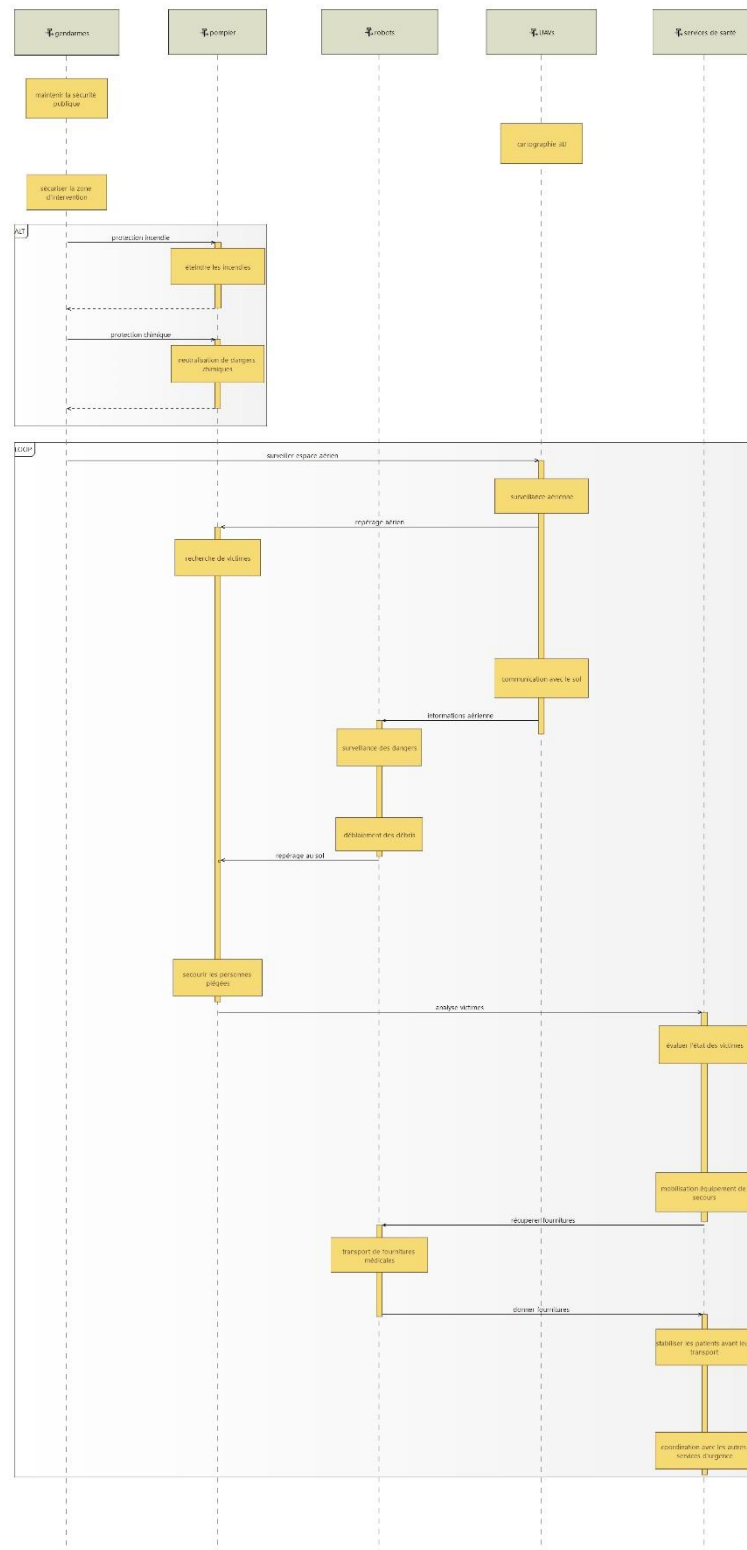 gendarmes
pompier
robots
UAVs
services de santé
maintenir la sécurité
publique
cartographie 3D
sécuriser la zone
d'intervention
ALT
protection incendie
éteindre les incendies
protection chimique
neutralisation de dangers
chimiques
LOOP
surveiller espace aérien
surveillance aérienne
repérage aérien
recherche de victimes
communication avec le sol
informations aérienne
surveillance des dangers
déblaiement des débris
repérage au sol
secourir les personnes
piégées
analyse victimes
évaluer l'état des victimes
mobilisation équipement de
secours
récuperer fournitures
transport de fournitures
médicales
donner fournitures
stabiliser les patients avant leu
transport
coordination avec les autres
services d'urgence